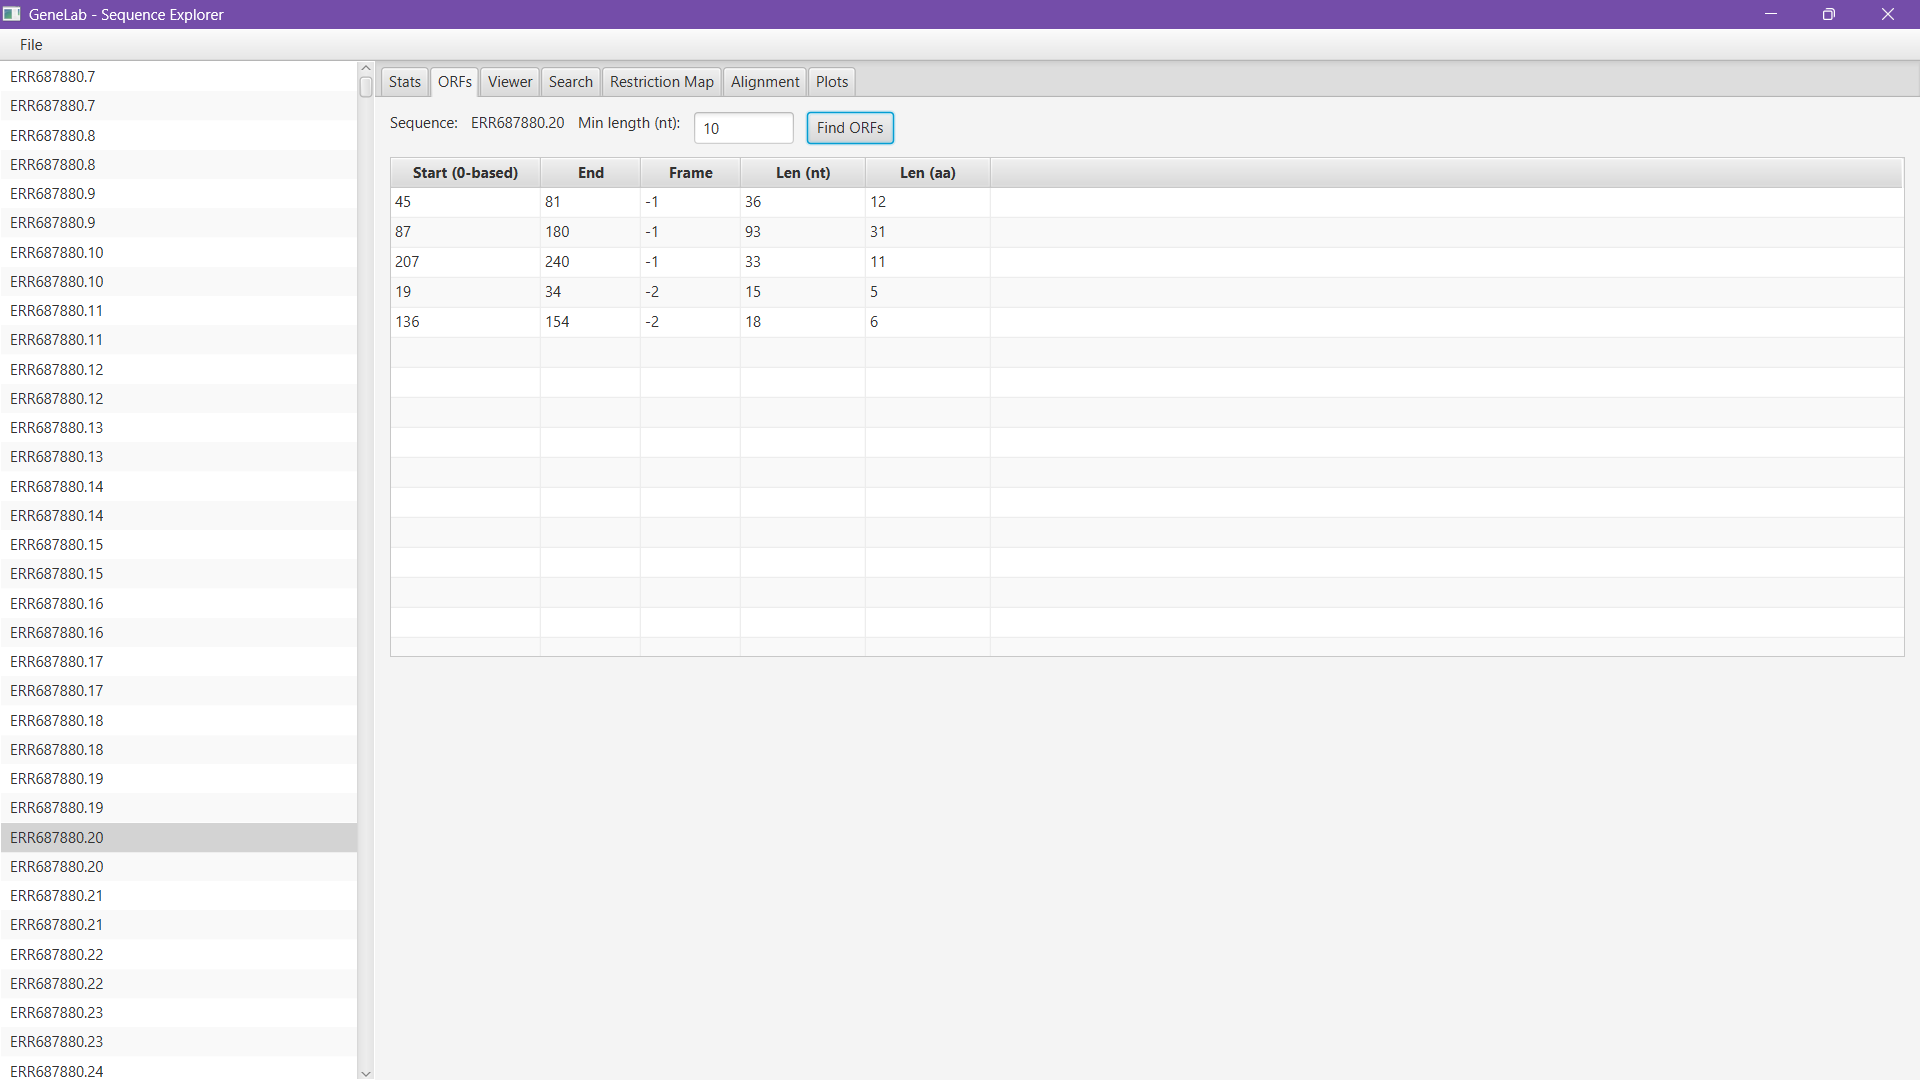 GeneLab - Sequence Explorer
File
ERR687880.7
ERR687880.7
ERR687880.8
ERR687880.8
ERR687880.9
ERR687880.9
ERR687880.10
ERR687880.10
ERR687880.11
ERR687880.11
ERR687880.12
ERR687880.12
ERR687880.13
ERR687880.13
ERR687880.14
ERR687880.14
ERR687880.15
ERR687880.15
ERR687880.16
ERR687880.16
ERR687880.17
ERR687880.17
ERR687880.18
ERR687880.18
ERR687880.19
ERR687880.19
ERR687880.20
ERR687880.20
ERR687880.21
ERR687880.21
ERR687880.22
ERR687880.22
ERR687880.23
ERR687880.23
ERR687880.24
Stats ORFs Viewer Search Restriction Map Alignment Plots
Sequence: ERR687880.20 Min length (nt): 10 Find ORFs
Start (0-based) End Frame Len (nt) Len (aa)
45 81 -1 36 12
87 180 -1 93 31
207 240 -1 33 11
19 34 -2 15 5
136 154 -2 18 6